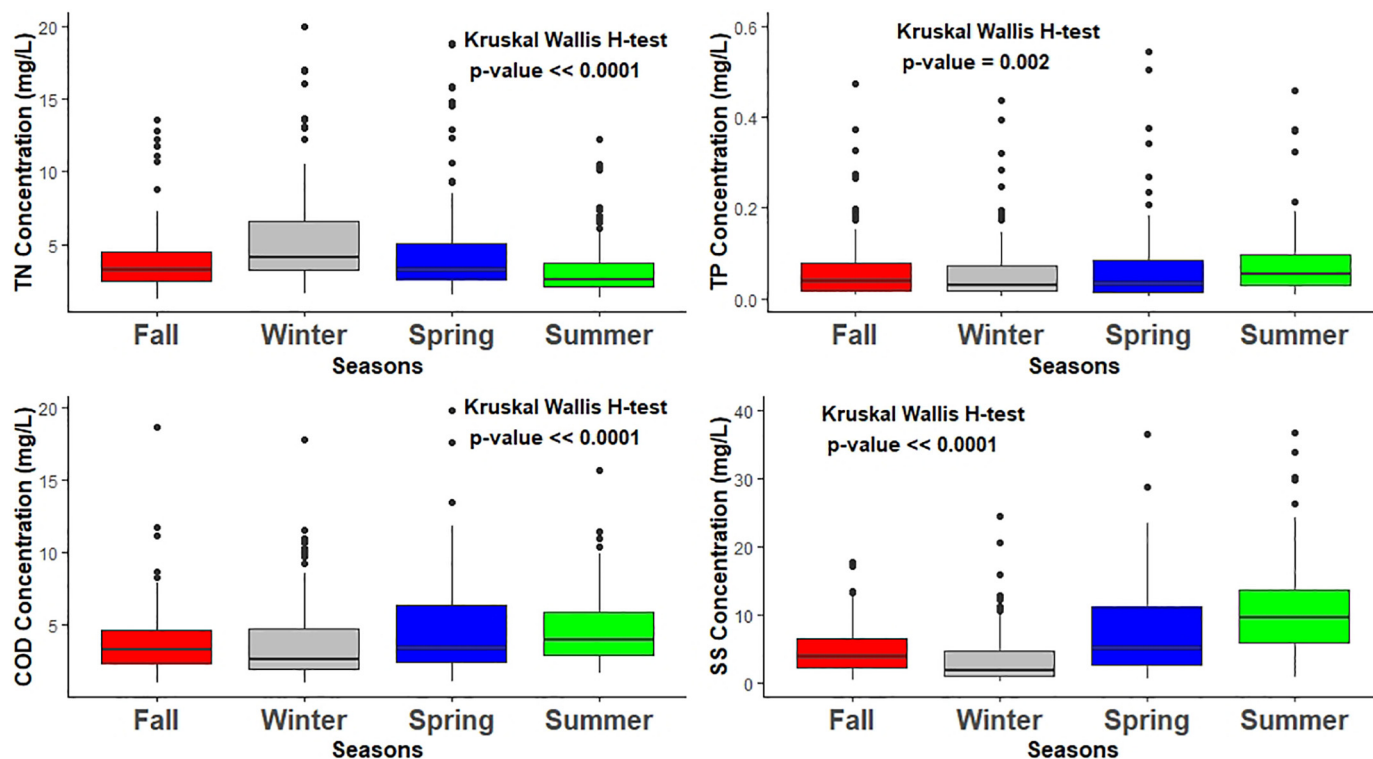 TN Concentration (mg/L)
20
15
10
5
Kruskal Wallis H-test
p-value << 0.0001
Fall Winter Spring Summer
Seasons
TP Concentration (mg/L)
0.6
0.4
0.2
0.0
Kruskal Wallis H-test
p-value = 0.002
Fall Winter Spring Summer
Seasons
COD Concentration (mg/L)
20
15
10
5
Kruskal Wallis H-test
p-value << 0.0001
Fall Winter Spring Summer
Seasons
SS Concentration (mg/L)
40
30
20
10
0
Kruskal Wallis H-test
p-value << 0.0001
Fall Winter Spring Summer
Seasons